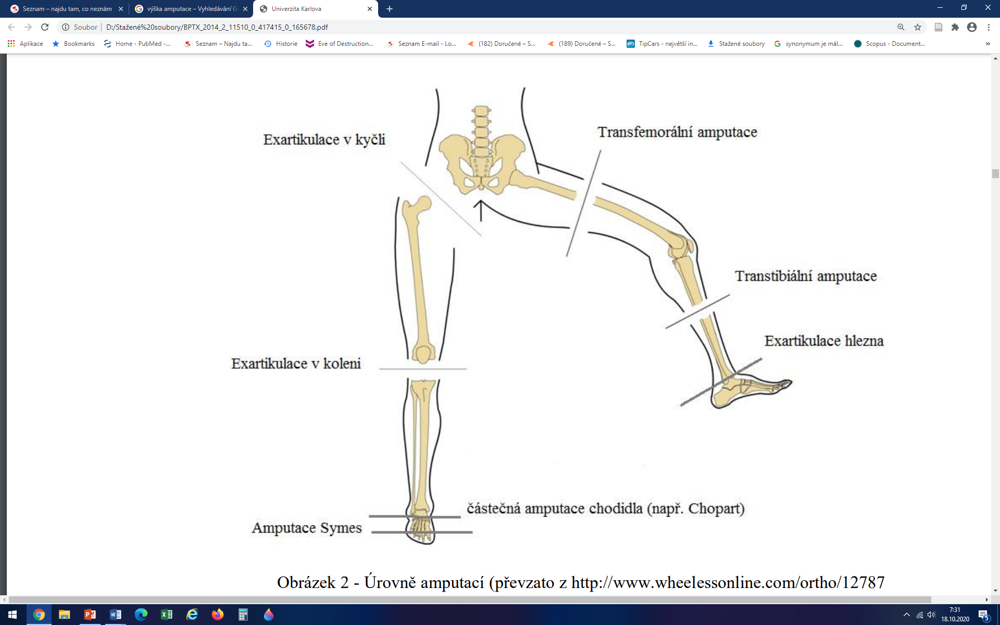 Seznam – najdu tam, co neznám
výška amputace – Vyhledávání G
Univerzita Karlova
Soubor
D:/Stažené%20soubory/BPTX_2014_2_11510_0_417415_0_165678.pdf
Aplikace
Bookmarks
Home - PubMed -...
Seznam – Najdu ta...
Historie
Eve of Destruction...
Seznam E-mail - Lo...
(182) Doručené – S...
(189) Doručené – S...
TipCars - největší in...
Stažené soubory
synonymum je mál...
Scopus - Document...
Transfemorální amputace
Exartikulace v kyčli
Transtibiální amputace
Exartikulace hlezna
Exartikulace v koleni
částečná amputace chodidla (např. Chopart)
Amputace Symes
Obrázek 2 - Úrovně amputací (převzato z http://www.wheelessonline.com/ortho/12787
7:31
18.10.2020
5